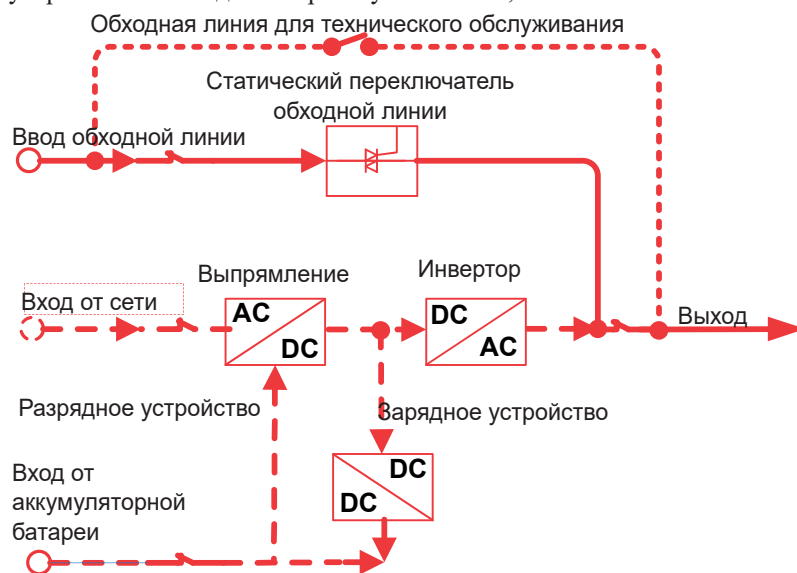 Обходная линия для технического обслуживания
Статический переключатель
обходной линии
Ввод обходной линии
Выпрямление
Инвертор
Вход от сети
AC
DC
DC
AC
Выход
Разрядное устройство
Зарядное устройство
DC
DC
Вход от
аккумуляторной
батареи